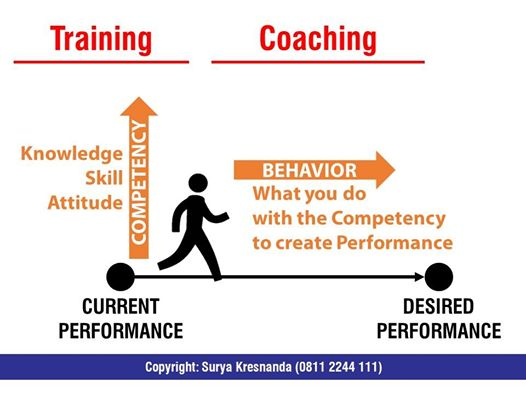 Training
Coaching
Knowledge
Skill
Attitude
COMPETENCY
BEHAVIOR
What you do
with the Competency
to create Performance
CURRENT
PERFORMANCE
DESIRED
PERFORMANCE
Copyright: Surya Kresnanda (0811 2244 111)